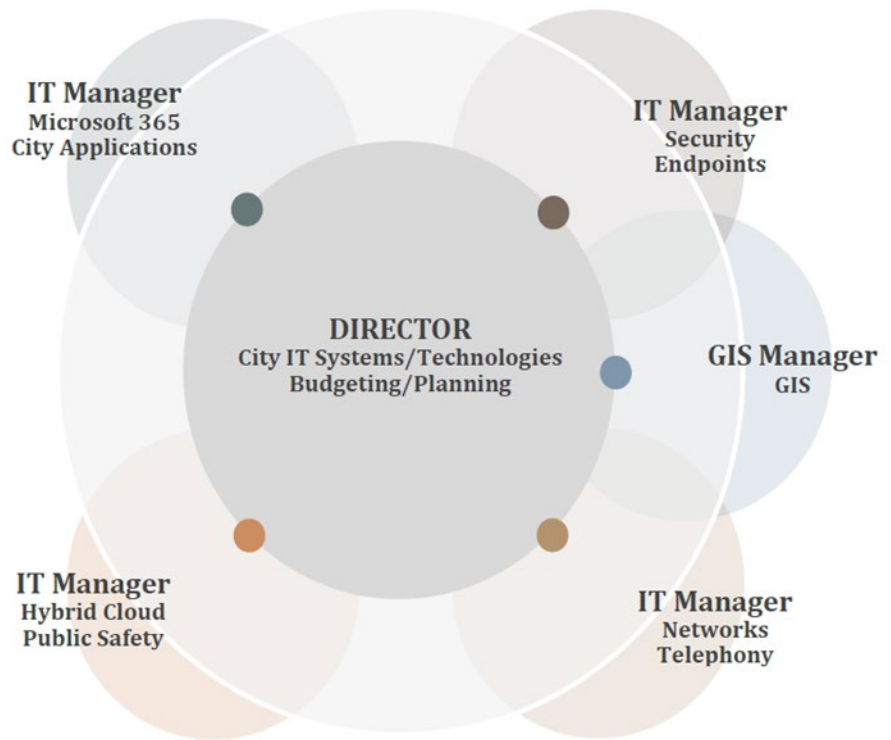 IT Manager
Microsoft 365
City Applications
IT Manager
Security
Endpoints
DIRECTOR
City IT Systems/Technologies
Budgeting/Planning
GIS Manager
GIS
IT Manager
Hybrid Cloud
Public Safety
IT Manager
Networks
Telephony